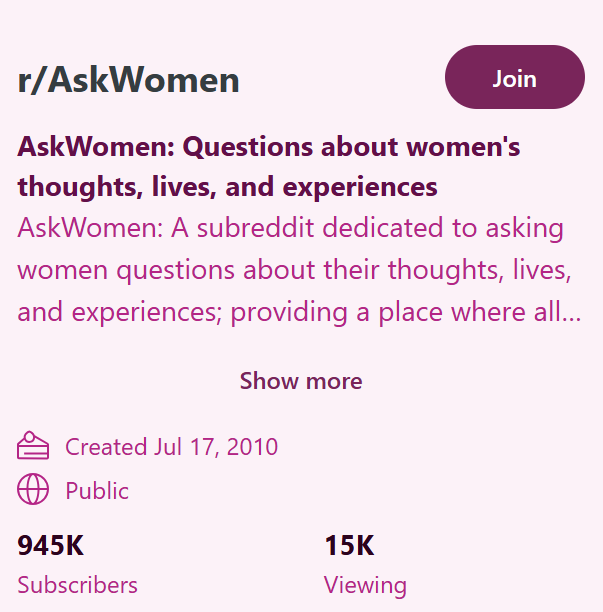 r/AskWomen
Join
AskWomen: Questions about women's
thoughts, lives, and experiences
AskWomen: A subreddit dedicated to asking
women questions about their thoughts, lives,
and experiences; providing a place where all...
Show more
Created Jul 17, 2010
Public
945K
15K
Subscribers
Viewing